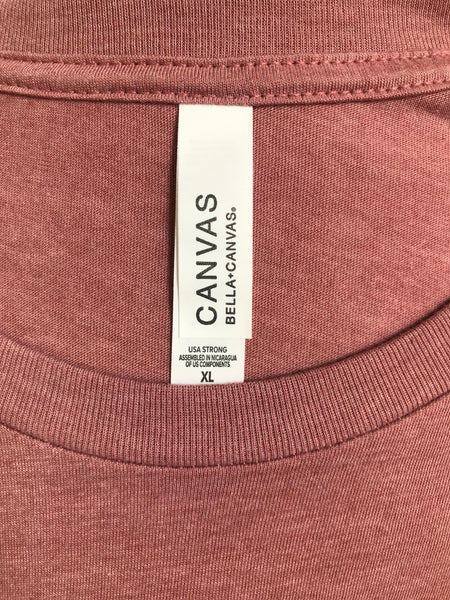 CANVAS
BELLA+CANVAS®
USA STRONG
ASSEMBLED IN NICARAGUA
OF US COMPONENTS
XL